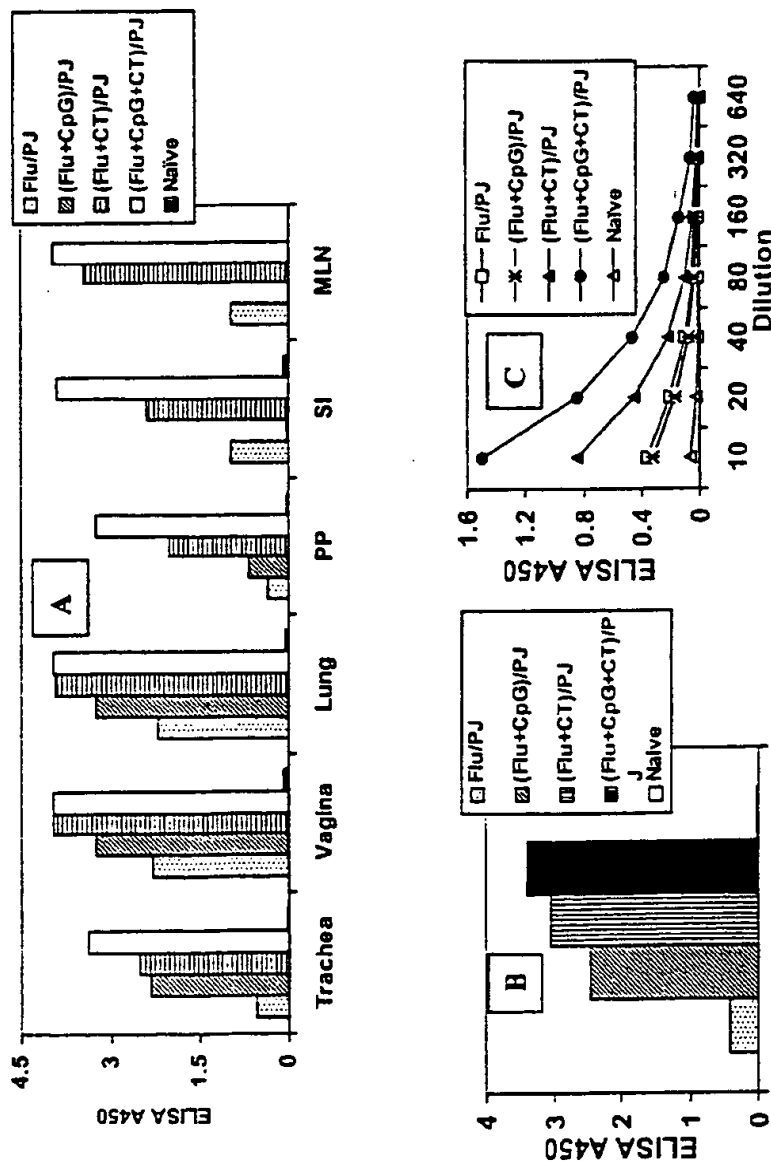 A
ELISA A450
4.5
3
1.5
0
Trachea
Vagina
Lung
PP
SI
MLN
Flu/PJ
(Flu+CpG)/PJ
(Flu+CT)/PJ
(Flu+CpG+CT)/PJ
Naïve
B
ELISA A450
4
3
2
1
0
Flu/PJ
(Flu+CpG)/PJ
(Flu+CT)/PJ
(Flu+CpG+CT)/P
J
Naïve
C
ELISA A450
1.6
1.2
0.8
0.4
0
10
20
40
80
160
320
640
Dilution
Flu/PJ
(Flu+CpG)/PJ
(Flu+CT)/PJ
(Flu+CpG+CT)/PJ
Naïve